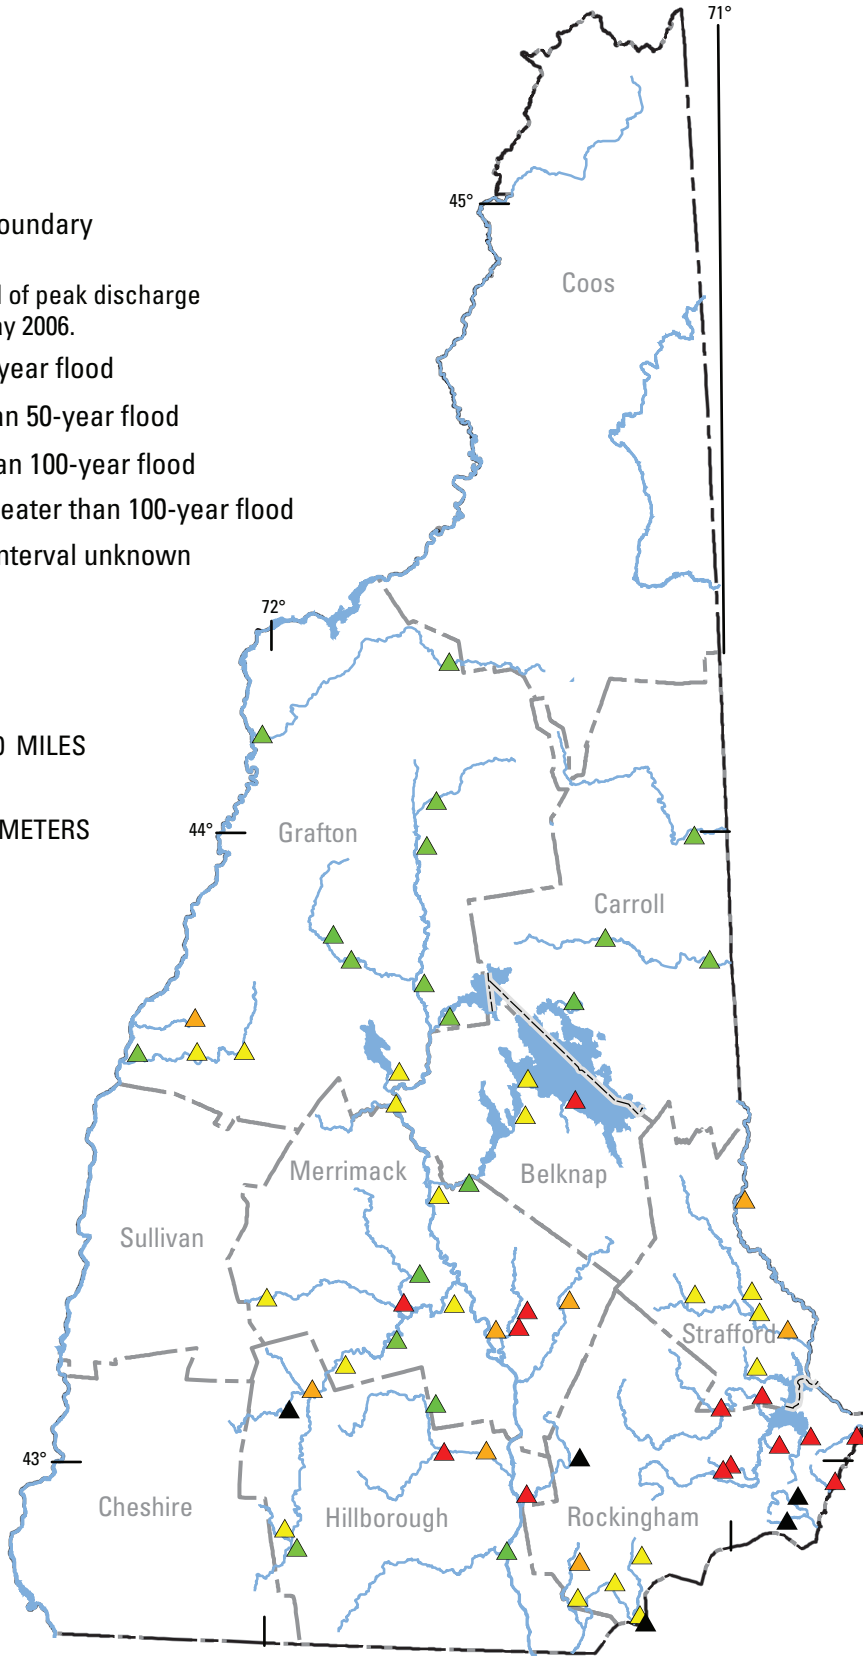 71°
45°
oundary
Coos
l of peak discharge
ay 2006.
year flood
an 50-year flood
an 100-year flood
eater than 100-year flood
nterval unknown
72°
0 MILES
METERS
44°
Grafton
Carroll
Merrimack
Belknap
Sullivan
Strafford
43°
Cheshire
Hillborough
Rockingham